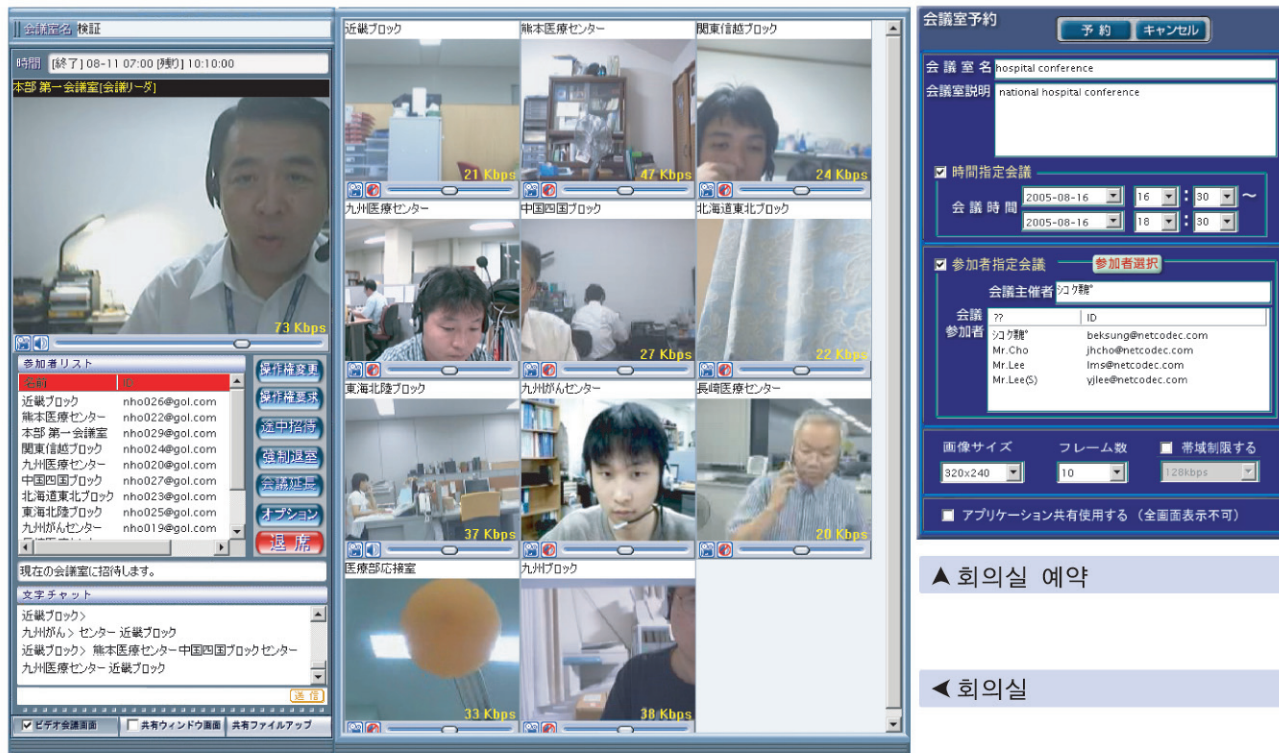 会議室名 検証
時間 [終了] 08-11 07:00 [残り] 10:10:00
本部 第一会議室[会議リーダ]
73 Kbps
参加者リスト
名前 ID
近畿ブロック nho026@gol.com
熊本医療センター nho022@gol.com
本部 第一会議室 nho029@gol.com
関東信越ブロック nho024@gol.com
九州医療センター nho020@gol.com
中国四国ブロック nho027@gol.com
北海道東北ブロック nho023@gol.com
東海北陸ブロック nho025@gol.com
九州がんセンター nho019@gol.com
操作権変更
操作権要求
途中招待
強制退室
会議延長
オプション
退席
現在の会議室に招待します。
文字チャット
近畿ブロック>
九州がん> センター 近畿ブロック
近畿ブロック> 熊本医療センター中国四国ブロックセンター
九州医療センター 近畿ブロック
送信
ビデオ会議画面 共有ウィンドウ画面 共有ファイルアップ
近畿ブロック 熊本医療センター 関東信越ブロック
21 Kbps 47 Kbps 24 Kbps
九州医療センター 中国四国ブロック 北海道東北ブロック
27 Kbps 22 Kbps
東海北陸ブロック 九州がんセンター 長崎医療センター
37 Kbps 20 Kbps
医療部応接室 九州ブロック
33 Kbps 38 Kbps
会議室予約
予約 キャンセル
会議室名 hospital conference
会議室説明 national hospital conference
時間指定会議
会議時間 2005-08-16 16 : 30 ~
2005-08-16 18 : 30
参加者指定会議 参加者選択
会議主催者
会議参加者 ?? ID
beksung@netcodec.com
Mr.Cho jhcho@netcodec.com
Mr.Lee lms@netcodec.com
Mr.Lee(S) yjlee@netcodec.com
画像サイズ フレーム数 帯域制限する
320x240 10 128kbps
アプリケーション共有使用する (全画面表示不可)
▲ 회의실 예약
◀ 회의실